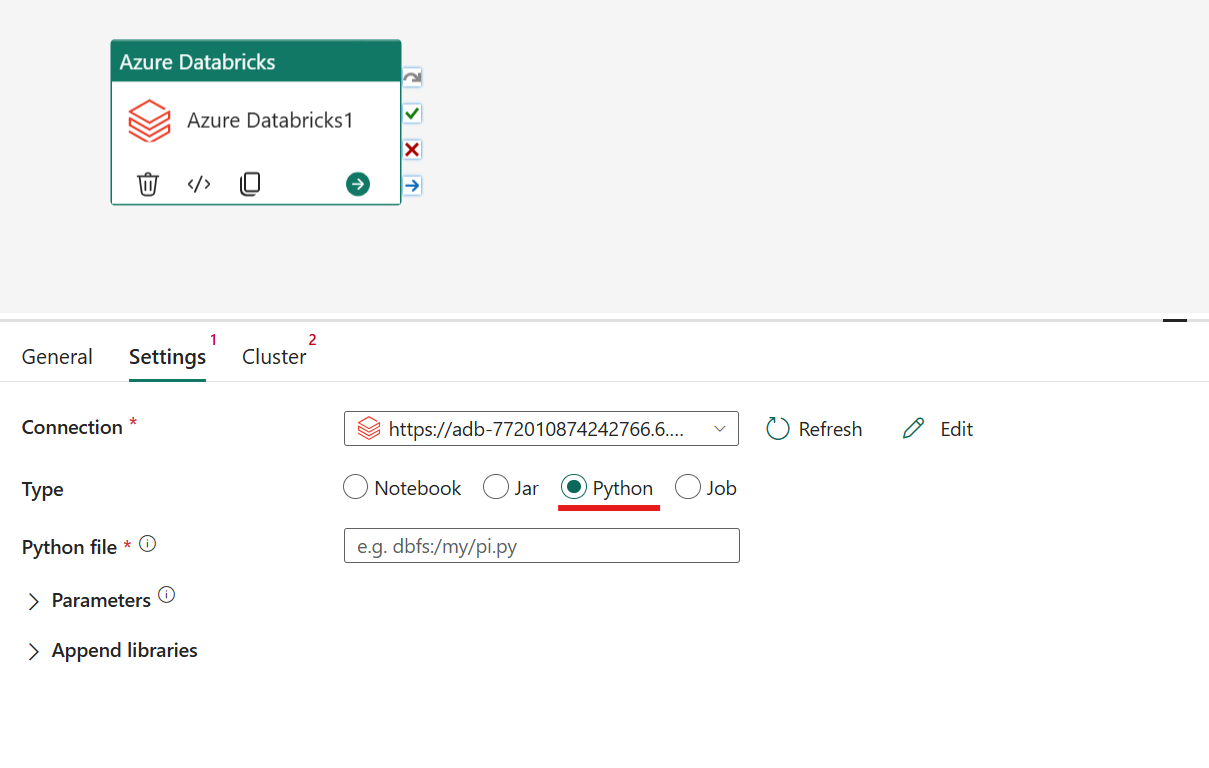 Azure Databricks
Azure Databricks1
General Settings 1 Cluster 2
Connection * https://adb-772010874242766.6.... Refresh Edit
Type Notebook Jar Python Job
Python file * e.g. dbfs:/my/pi.py
Parameters
Append libraries